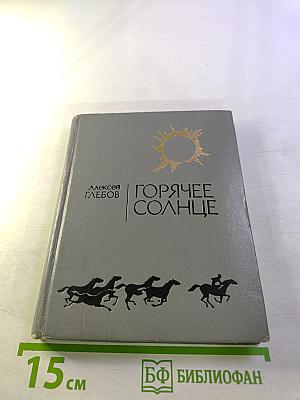 Алексей
ГЛЕБОВ
ГОРЯЧЕЕ
СОЛНЦЕ
15 см
БФ БИБЛИОФАН